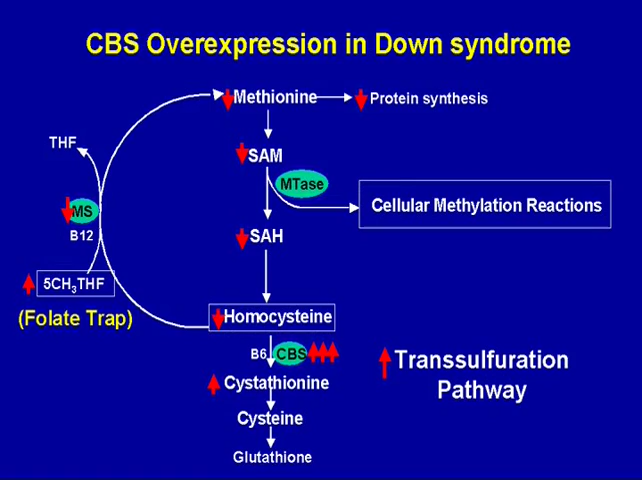 CBS Overexpression in Down syndrome
Methionine
Protein synthesis
THF
SAM
MTase
MS
Cellular Methylation Reactions
B12
SAH
5CH₃THF
(Folate Trap)
Homocysteine
B6
CBS
Transsulfuration
Pathway
Cystathionine
Cysteine
Glutathione